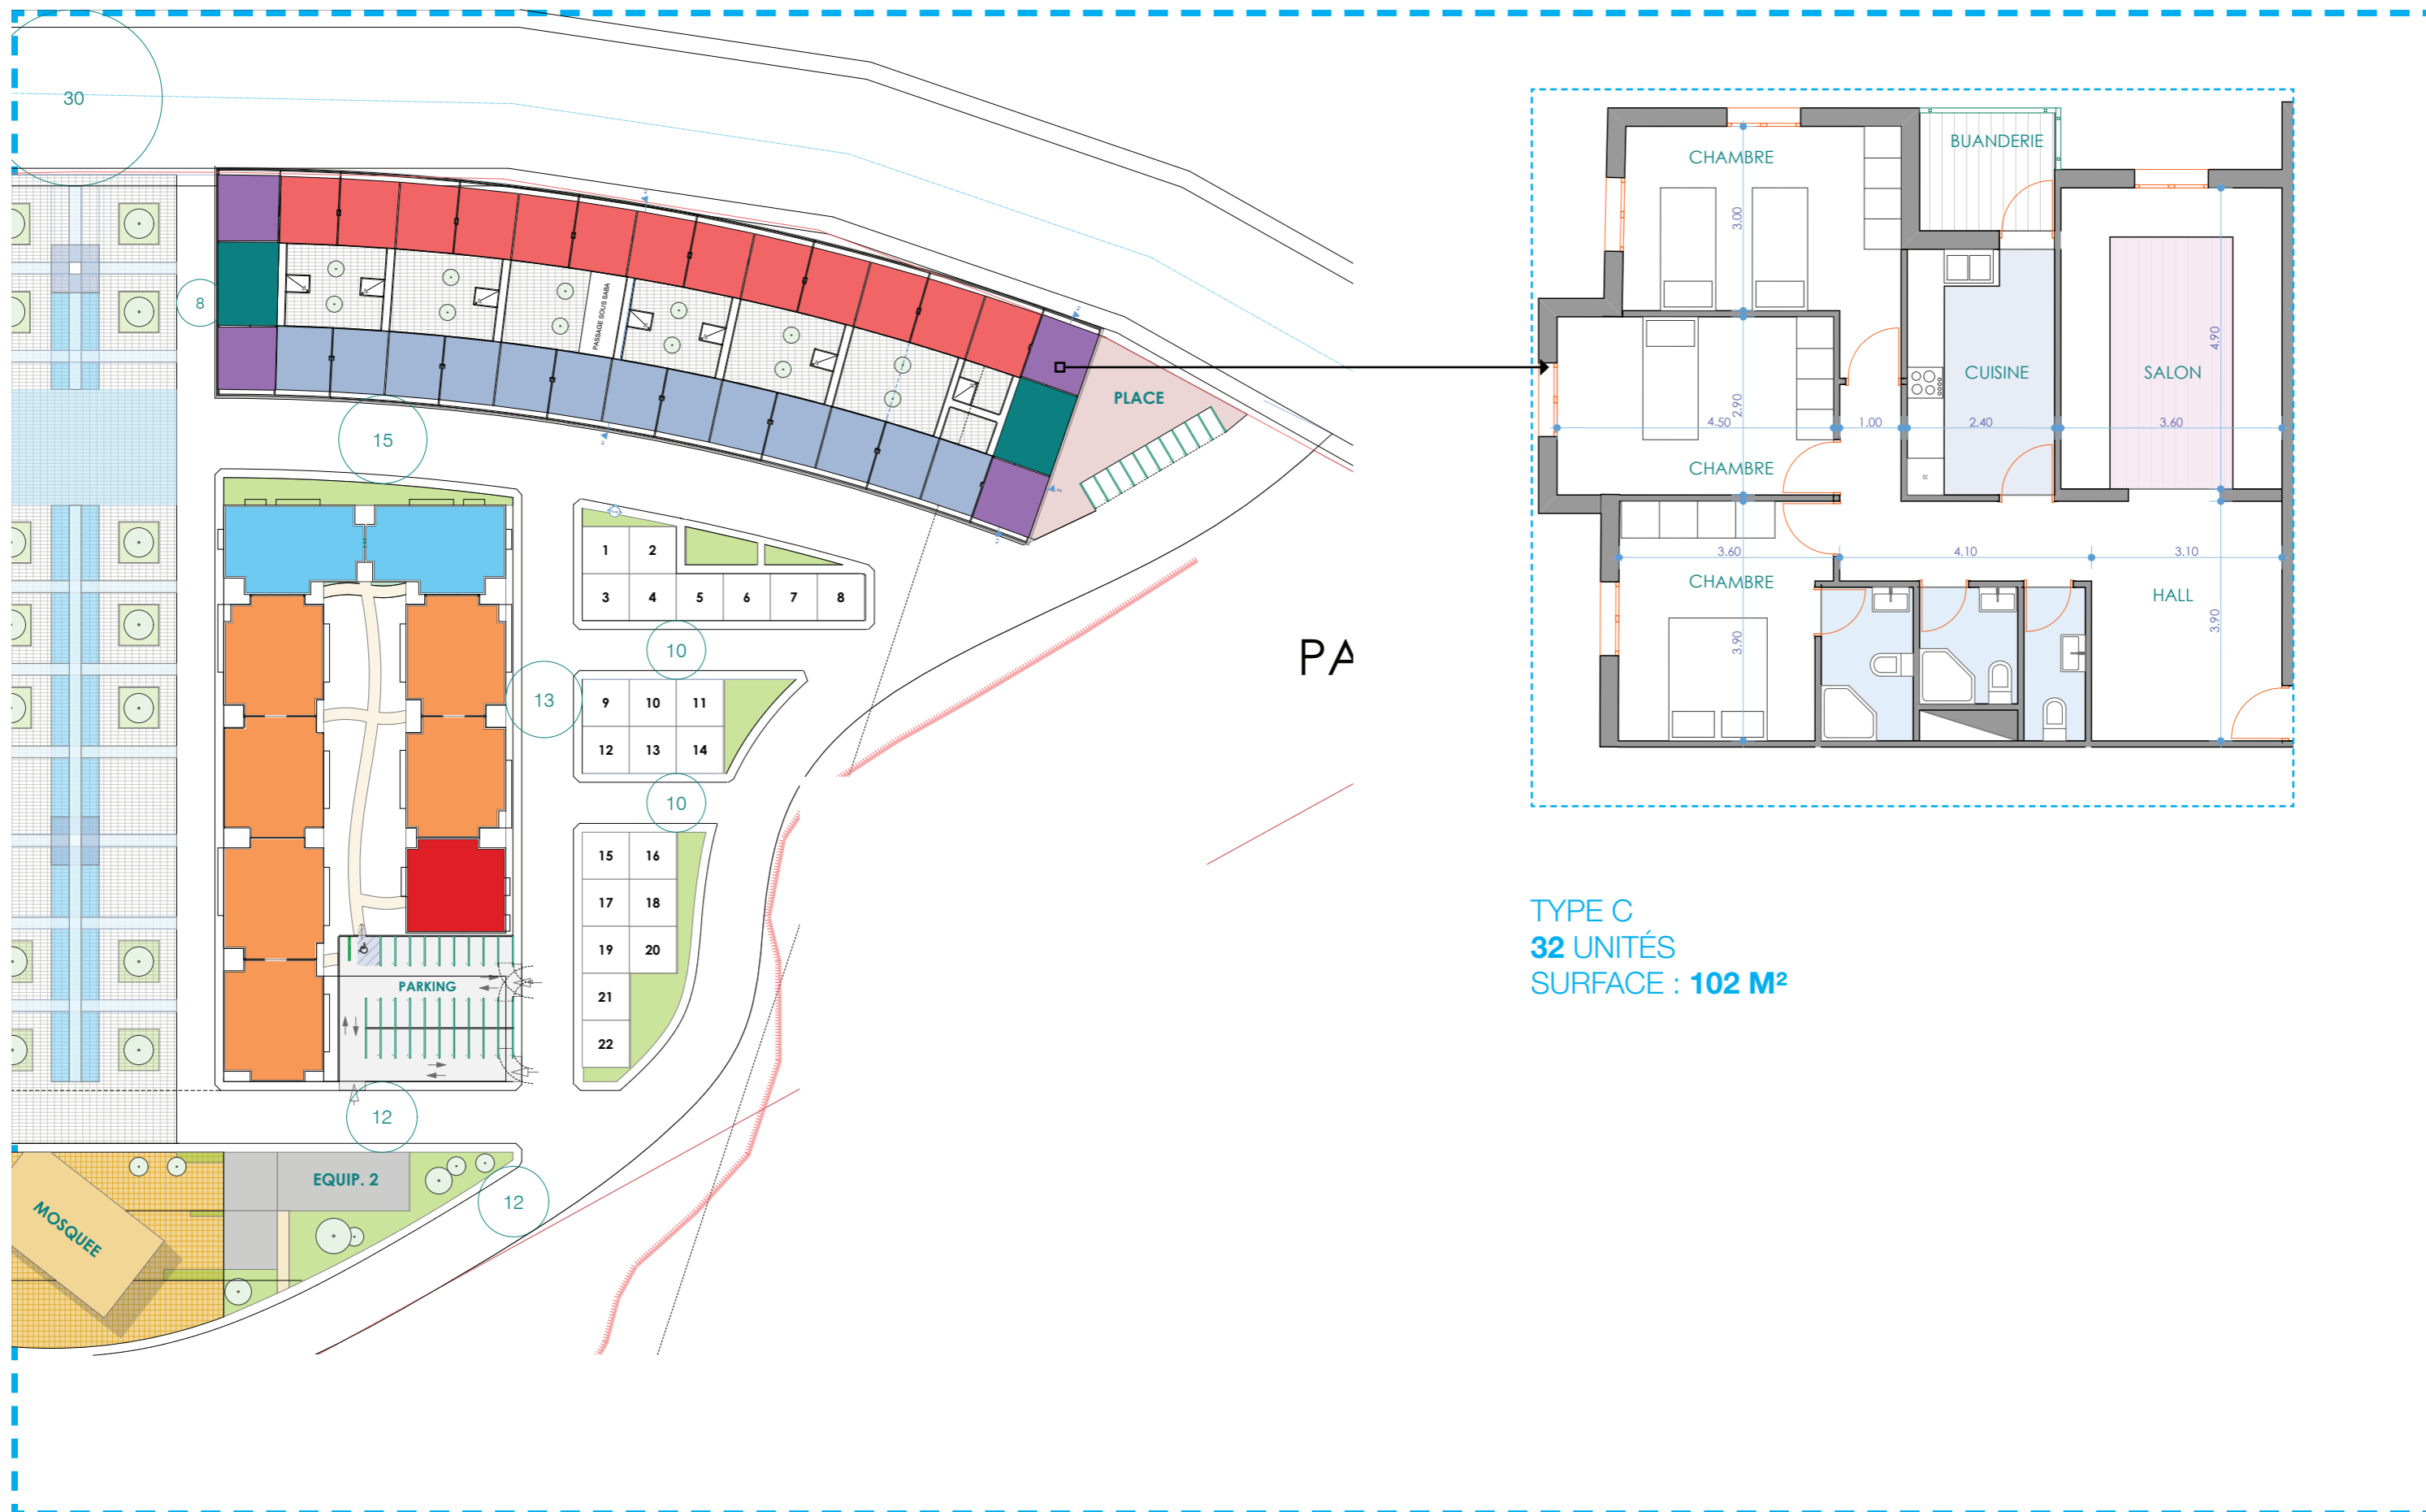 30
8
PASSAGE SOUS SABA
PLACE
15
1 2
3 4 5 6 7 8
10
PA
13
9 10 11
12 13 14
10
15 16
17 18
19 20
21
22
PARKING
12
EQUIP. 2
12
MOSQUEE
CHAMBRE
BUANDERIE
3.00
4.90
CUISINE
SALON
2.90
4.50
1.00
2.40
3.60
CHAMBRE
3.60
4.10
3.10
CHAMBRE
HALL
3.90
3.90
R
TYPE C
32 UNITÉS
SURFACE : 102 M²